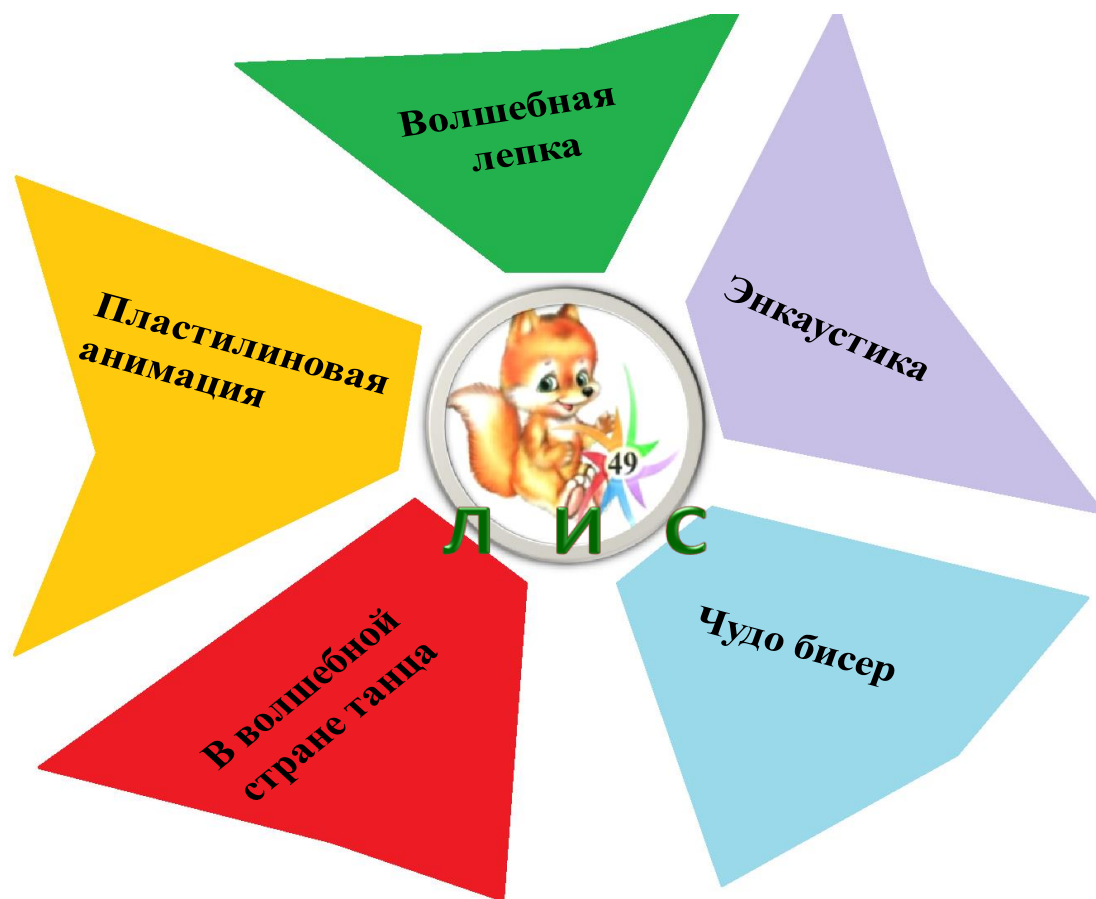 Волшебная
лепка
Энкаустика
Пластилиновая
анимация
49
Л И С
В волшебной
стране танца
Чудо бисер